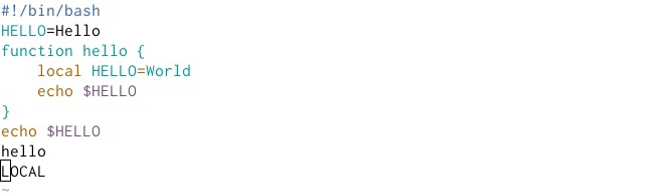 #!/bin/bash
HELLO=Hello
function hello {
    local HELLO=World
    echo $HELLO
}
echo $HELLO
hello
LOCAL
~